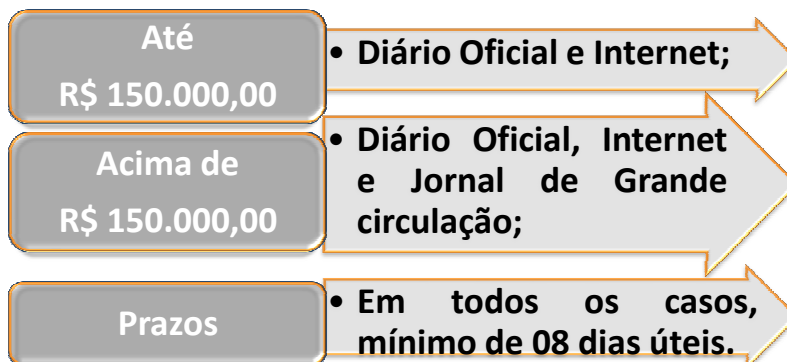 Até
R$ 150.000,00
• Diário Oficial e Internet;
Acima de
R$ 150.000,00
• Diário Oficial, Internet
e Jornal de Grande
circulação;
Prazos
• Em todos os casos,
mínimo de 08 dias úteis.